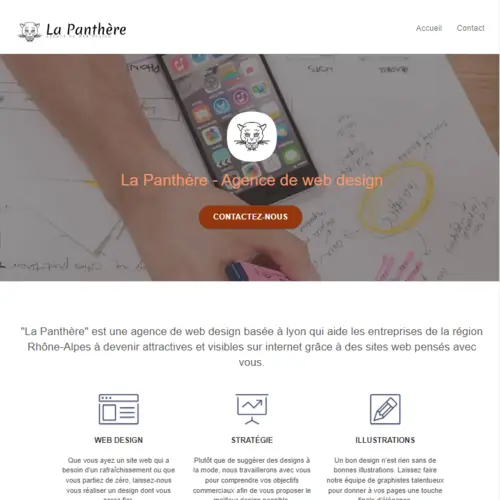 La Panthère
Accueil Contact
La Panthère - Agence de web design
CONTACTEZ-NOUS
"La Panthère" est une agence de web design basée à lyon qui aide les entreprises de la région
Rhône-Alpes à devenir attractives et visibles sur internet grâce à des sites web pensés avec
vous.
WEB DESIGN
Que vous ayez un site web qui a
besoin d'un rafraîchissement ou que
vous partiez de zéro, laissez-nous
vous réaliser un design dont vous
STRATÉGIE
Plutôt que de suggérer des designs à
la mode, nous travaillerons avec vous
pour comprendre vos objectifs
commerciaux afin de vous proposer le
ILLUSTRATIONS
Un bon design n'est rien sans de
bonnes illustrations. Laissez faire
notre équipe de graphistes talentueux
pour donner à vos pages une touche